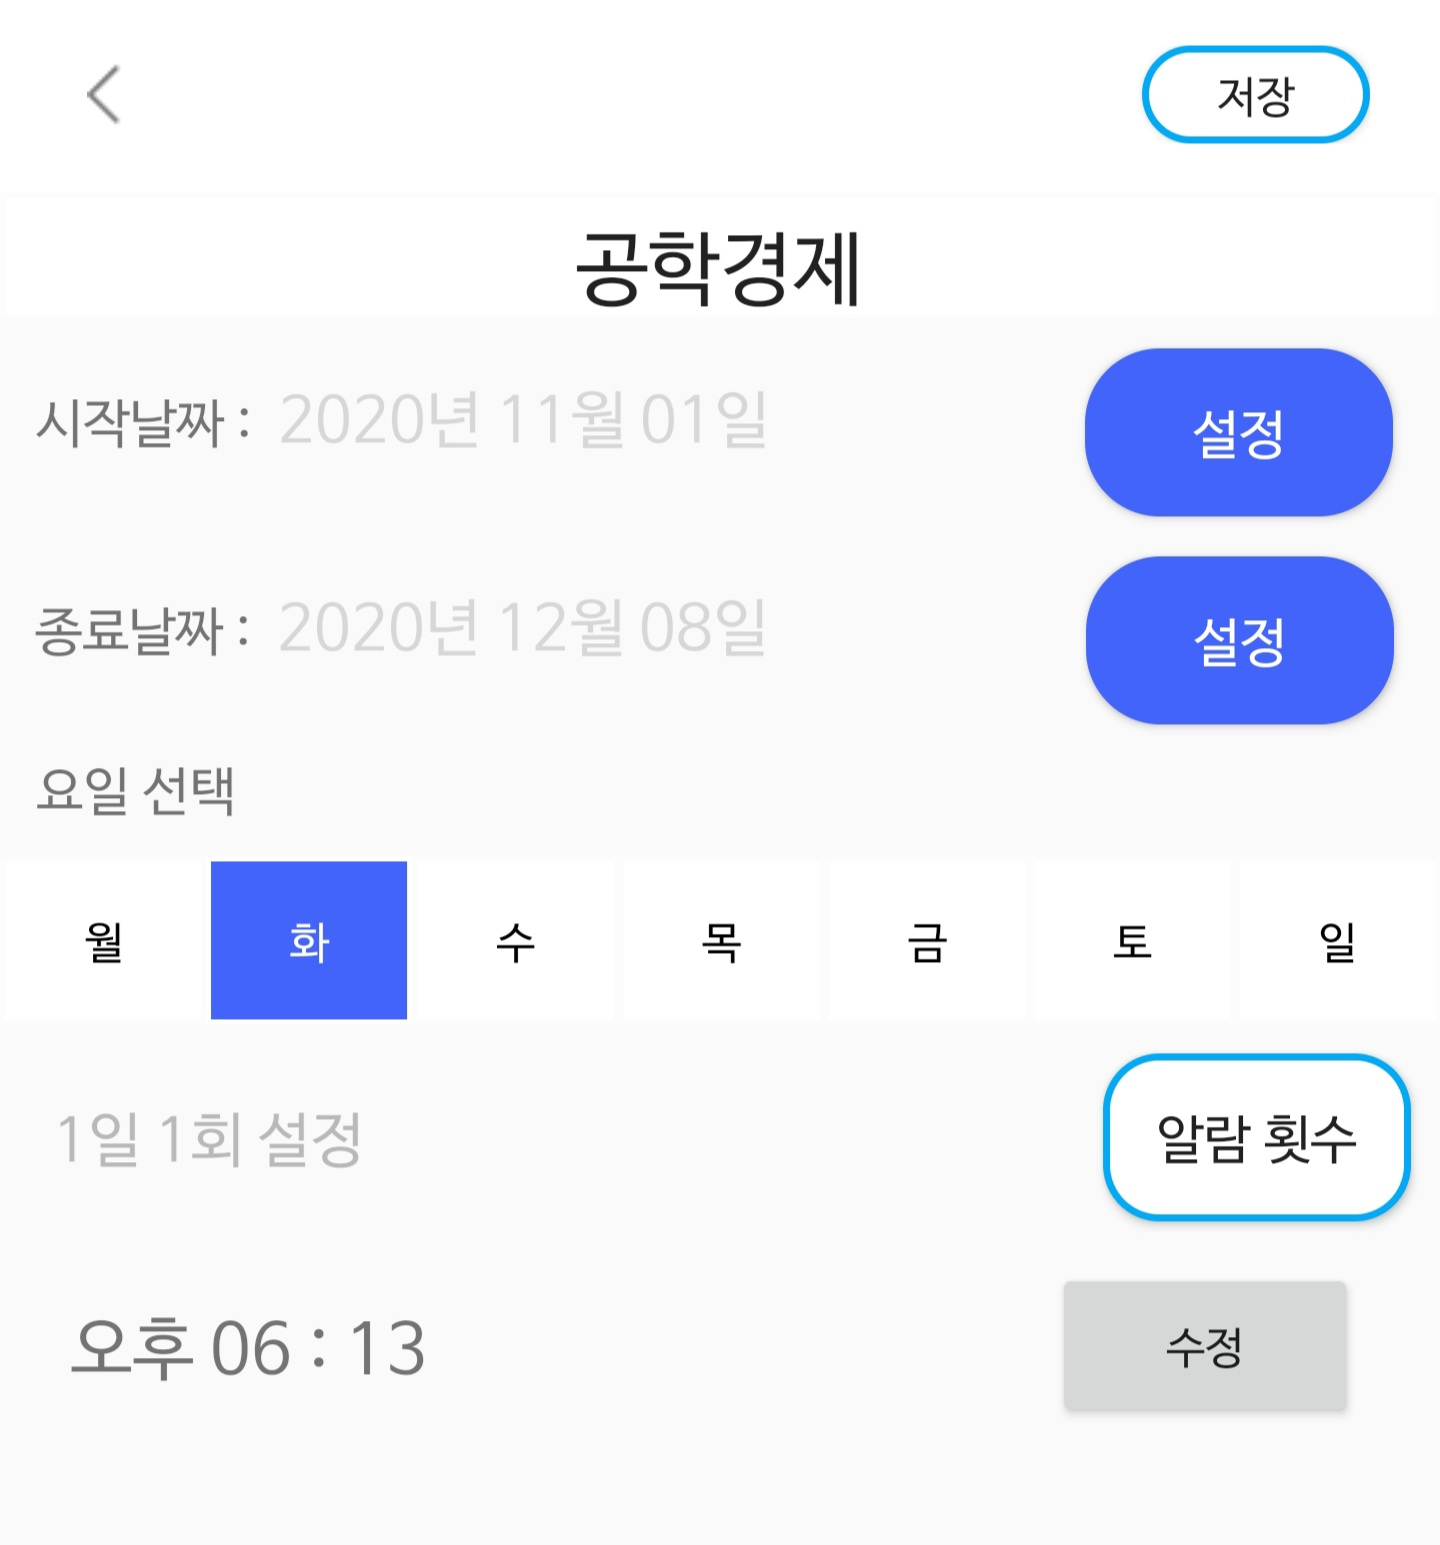 저장
공학경제
시작날짜 : 2020년 11월 01일 설정
종료날짜 : 2020년 12월 08일 설정
요일 선택
월 화 수 목 금 토 일
1일 1회 설정 알람 횟수
오후 06 : 13 수정